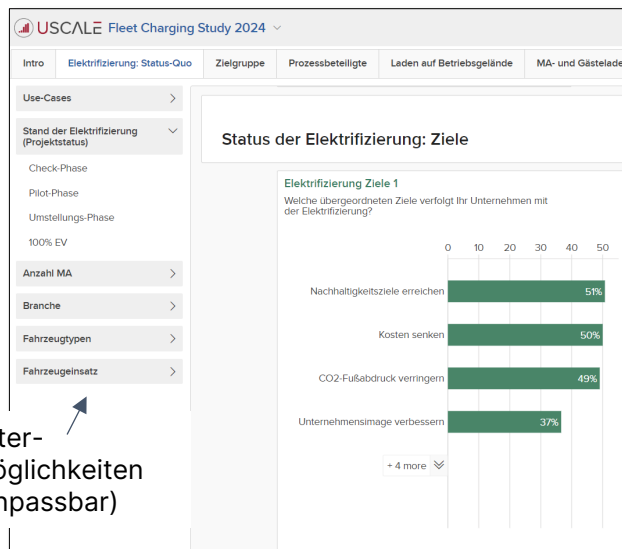 USCALE Fleet Charging Study 2024
Intro Elektrifizierung: Status-Quo Zielgruppe Prozessbeteiligte Laden auf Betriebsgelände MA- und Gästelade
Use-Cases
Stand der Elektrifizierung
(Projektstatus)
Check-Phase
Pilot-Phase
Umstellungs-Phase
100% EV
Anzahl MA
Branche
Fahrzeugtypen
Fahrzeugeinsatz
ter-
öglichkeiten
npassbar)
Status der Elektrifizierung: Ziele
Elektrifizierung Ziele 1
Welche übergeordneten Ziele verfolgt Ihr Unternehmen mit
der Elektrifizierung?
0 10 20 30 40 50
Nachhaltigkeitsziele erreichen 51%
Kosten senken 50%
CO2-Fußabdruck verringern 49%
Unternehmensimage verbessern 37%
+ 4 more